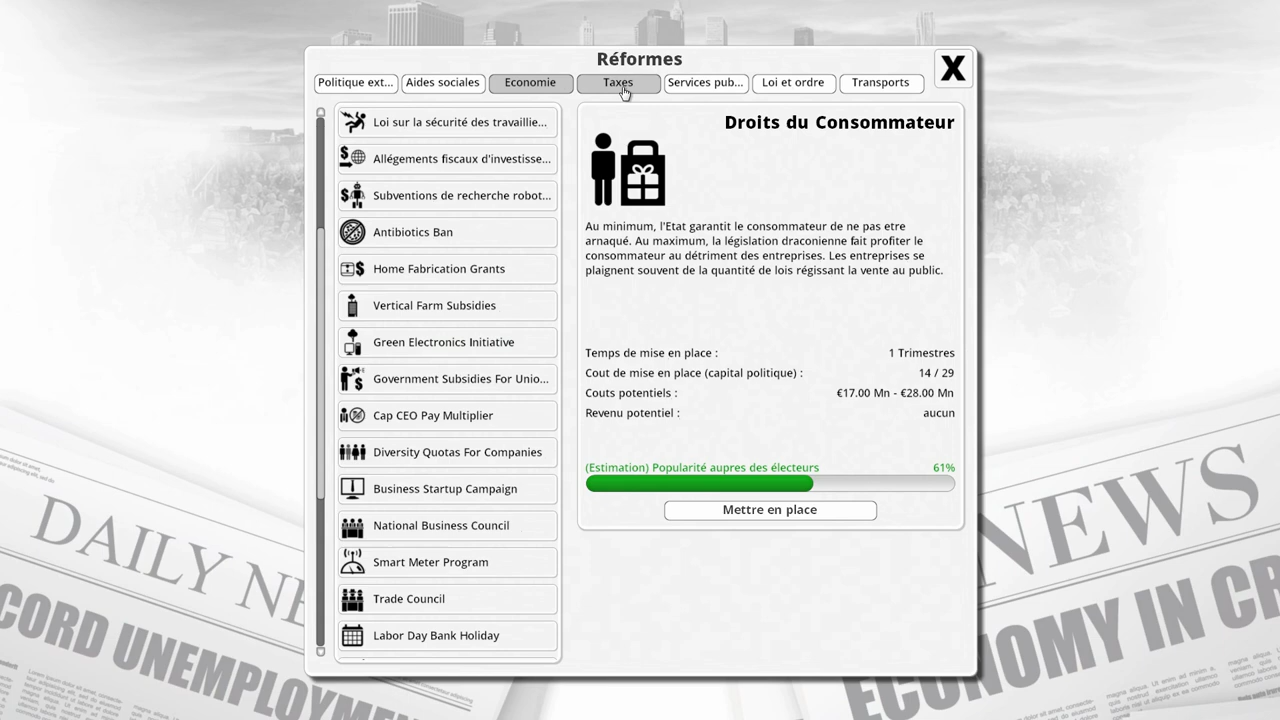 Réformes
X
Politique ext...
Aides sociales
Economie
Taxes
Services pub...
Loi et ordre
Transports
Loi sur la sécurité des travaillie...
Allégements fiscaux d'investisse...
Subventions de recherche robot...
Antibiotics Ban
Home Fabrication Grants
Vertical Farm Subsidies
Green Electronics Initiative
Government Subsidies For Unio...
Cap CEO Pay Multiplier
Diversity Quotas For Companies
Business Startup Campaign
National Business Council
Smart Meter Program
Trade Council
Labor Day Bank Holiday
Droits du Consommateur
Au minimum, l'Etat garantit le consommateur de ne pas etre
arnaqué. Au maximum, la législation draconienne fait profiter le
consommateur au détriment des entreprises. Les entreprises se
plaignent souvent de la quantité de lois régissant la vente au public.
Temps de mise en place : 1 Trimestres
Cout de mise en place (capital politique) : 14 / 29
Couts potentiels : €17.00 Mn - €28.00 Mn
Revenu potentiel : aucun
(Estimation) Popularité aupres des électeurs 61%
Mettre en place
DAILY NE
CORD UNEMPLOYM
NEWS
ECONOMY IN CR